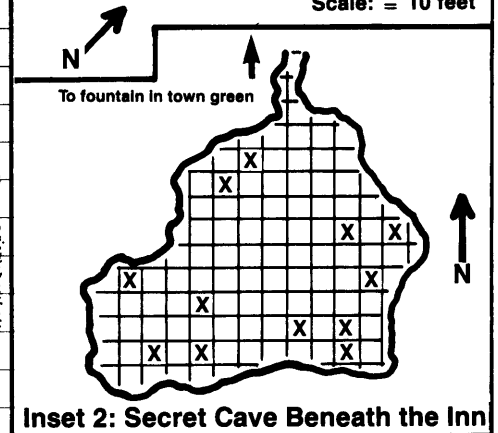 Scale: = 10 feet
N
To fountain in town green
X
X
X X
X X
N
X
X X
X X X
Inset 2: Secret Cave Beneath the Inn